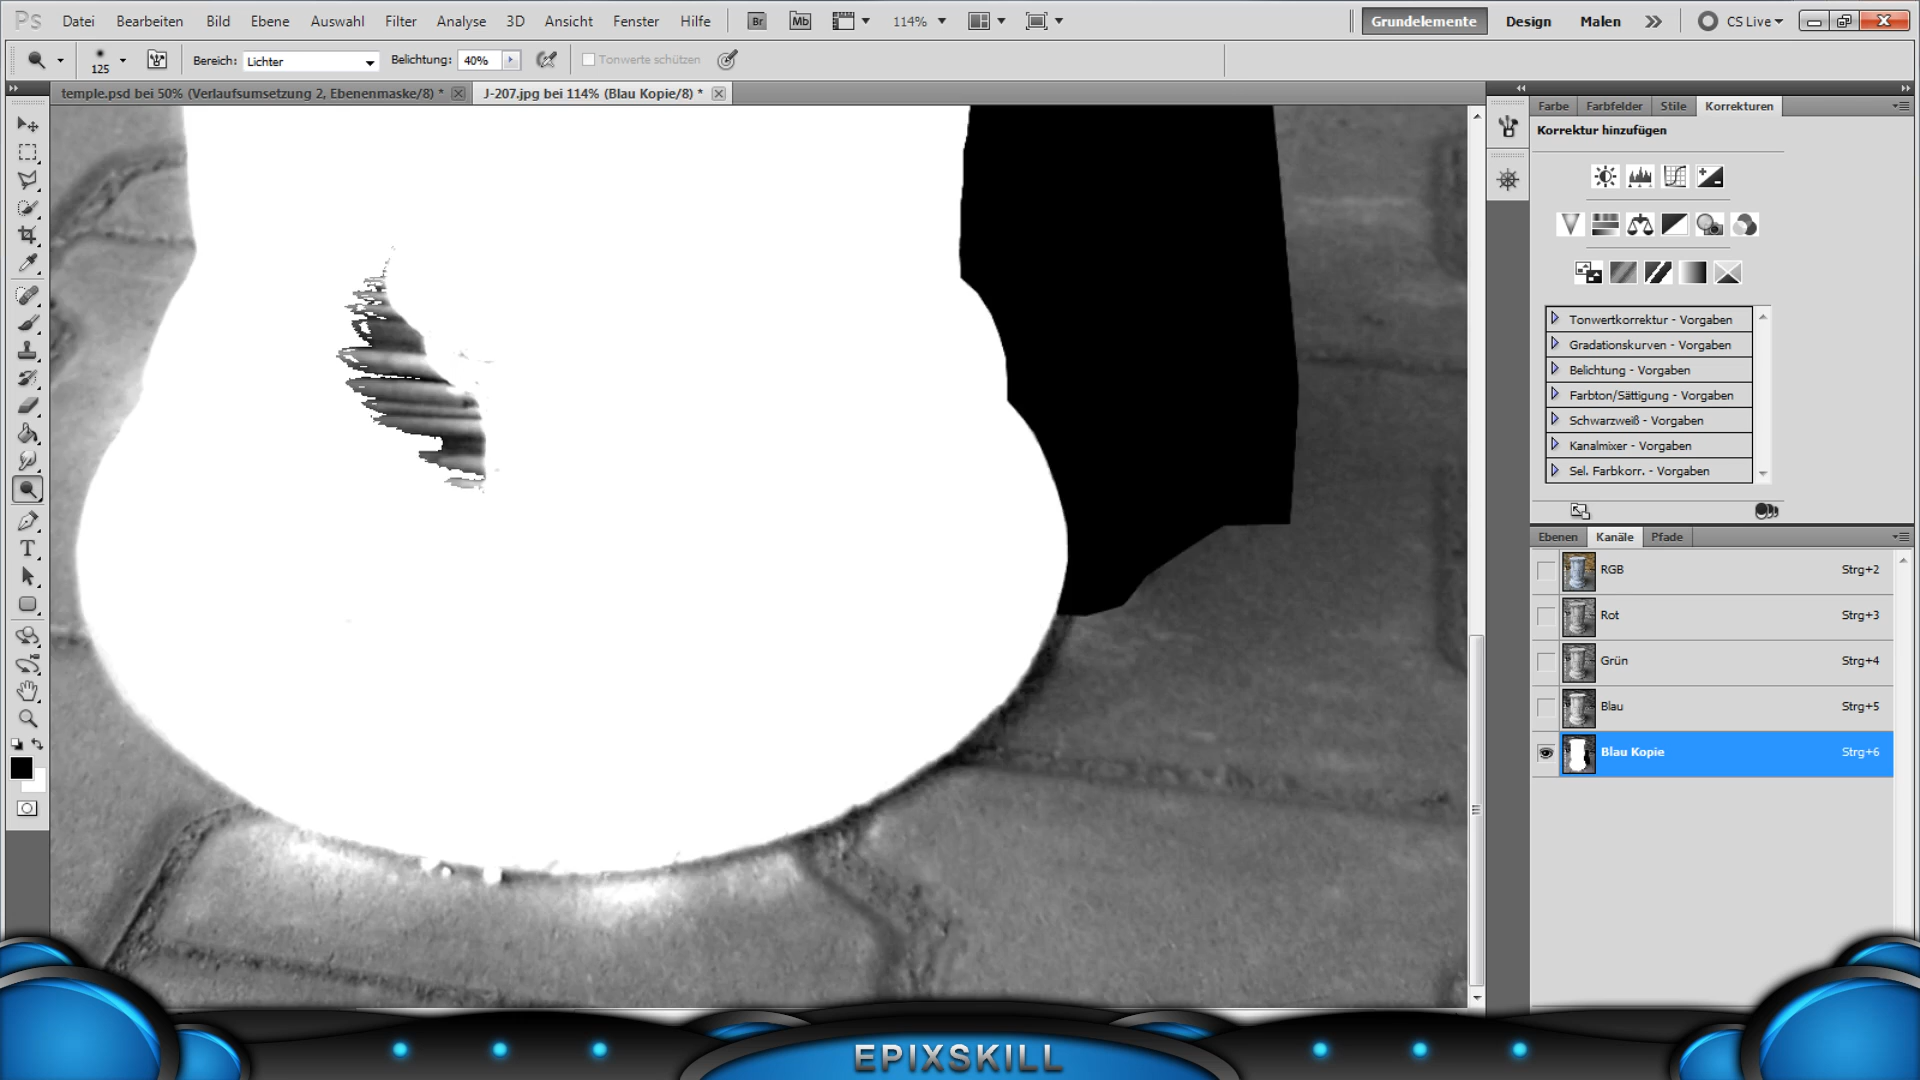 Ps Datei Bearbeiten Bild Ebene Auswahl Filter Analyse 3D Ansicht Fenster Hilfe Br Mb 114% Grundelemente Design Malen CS Live
125 Bereich: Lichter Belichtung: 40% Tonwerte schützen
temple.psd bei 50% (Verlaufsumsetzung 2, Ebenenmaske/8) * J-207.jpg bei 114% (Blau Kopie/8) *
Farbe Farbfelder Stile Korrekturen
Korrektur hinzufügen
Tonwertkorrektur - Vorgaben
Gradationskurven - Vorgaben
Belichtung - Vorgaben
Farbton/Sättigung - Vorgaben
Schwarzweiß - Vorgaben
Kanalmixer - Vorgaben
Sel. Farbkorr. - Vorgaben
Ebenen Kanäle Pfade
RGB Strg+2
Rot Strg+3
Grün Strg+4
Blau Strg+5
Blau Kopie Strg+6
EPIXSKILL